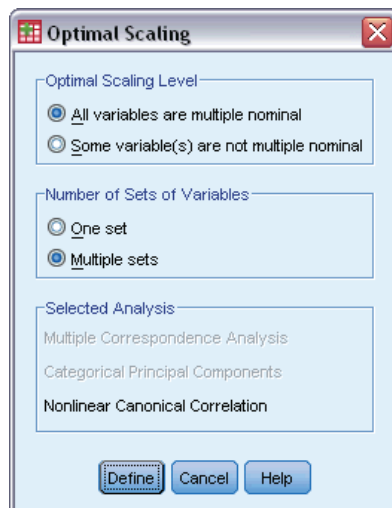 Optimal Scaling
Optimal Scaling Level
All variables are multiple nominal
Some variable(s) are not multiple nominal
Number of Sets of Variables
One set
Multiple sets
Selected Analysis
Multiple Correspondence Analysis
Categorical Principal Components
Nonlinear Canonical Correlation
Define Cancel Help